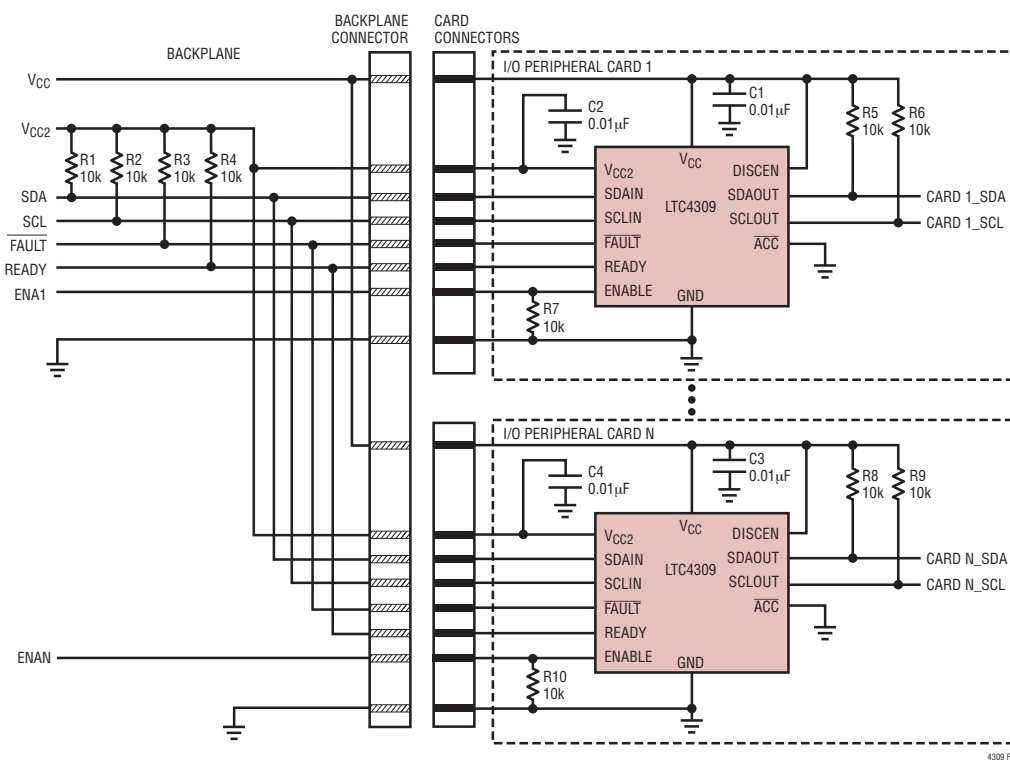 BACKPLANE
CONNECTOR
CARD
CONNECTORS
BACKPLANE
VCC
VCC2
R1
10k
R2
10k
R3
10k
R4
10k
SDA
SCL
FAULT
READY
ENA1
I/O PERIPHERAL CARD 1
C2
0.01µF
C1
0.01µF
R5
10k
R6
10k
VCC2
VCC
DISCEN
SDAIN
SDAOUT
LTC4309
SCLIN
SCLOUT
FAULT
ACC
READY
ENABLE
GND
CARD 1_SDA
CARD 1_SCL
R7
10k
I/O PERIPHERAL CARD N
C4
0.01µF
C3
0.01µF
R8
10k
R9
10k
VCC2
VCC
DISCEN
SDAIN
SDAOUT
LTC4309
SCLIN
SCLOUT
FAULT
ACC
READY
ENABLE
GND
CARD N_SDA
CARD N_SCL
ENAN
R10
10k
4309 F